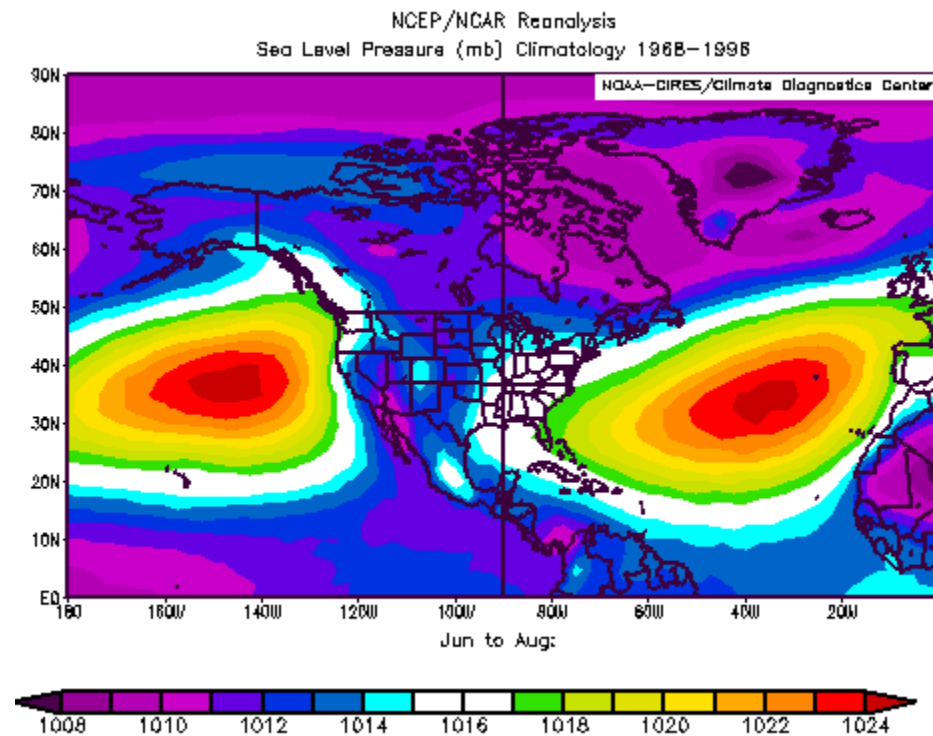 NCEP/NCAR Reanalysis
Sea Level Pressure (mb) Climatology 1968-1996
NOAA-CIRES/Climate Diagnostics Center
90N
80N
70N
60N
50N
40N
30N
20N
10N
EQ
180 160W 140W 120W 100W 80W 60W 40W 20W
Jun to Aug:
1008 1010 1012 1014 1016 1018 1020 1022 1024